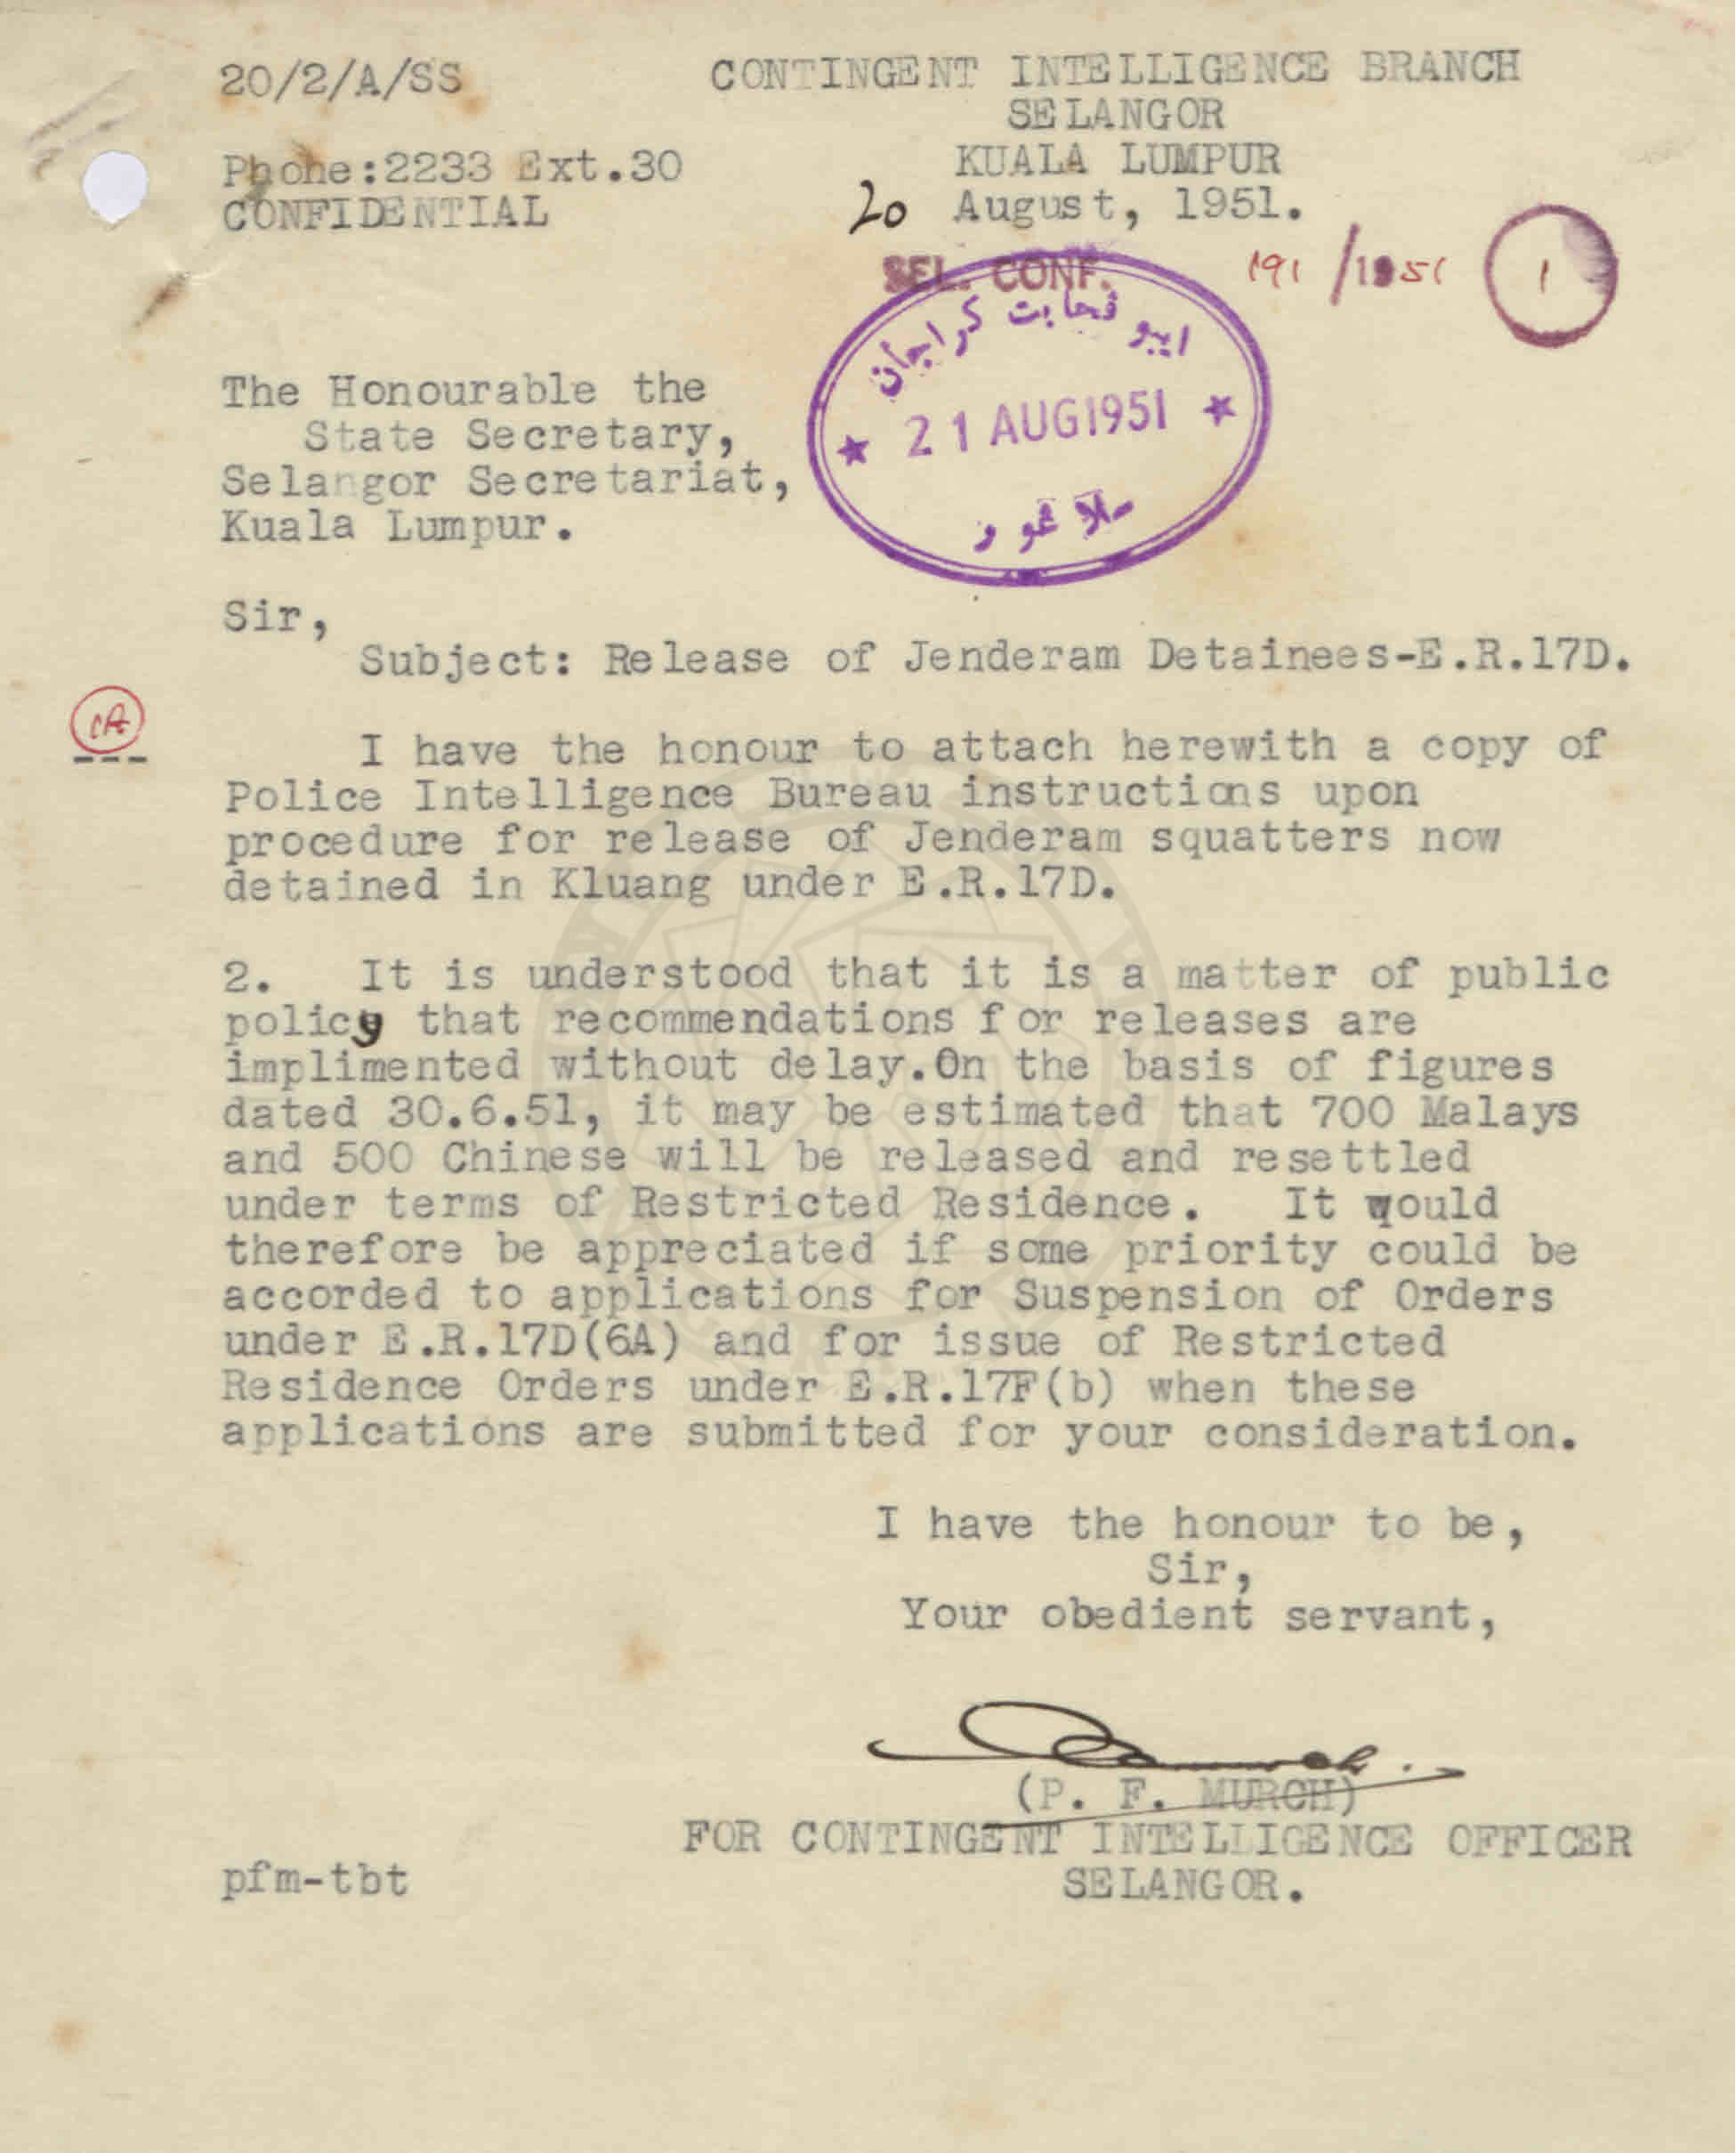 20/2/A/SS
CONTINGENT INTELLIGENCE BRANCH
SELANGOR
Phone:2233 Ext.30
KUALA LUMPUR
CONFIDENTIAL
20 August, 1951.
SEL. CONF. 191/1951
1
ايبو فجابت كراجان
21 AUG 1951
سلاڠور
The Honourable the
State Secretary,
Selangor Secretariat,
Kuala Lumpur.
Sir,
Subject: Release of Jenderam Detainees-E.R.17D.
1A
I have the honour to attach herewith a copy of
Police Intelligence Bureau instructions upon
procedure for release of Jenderam squatters now
detained in Kluang under E.R.17D.
2. It is understood that it is a matter of public
policy that recommendations for releases are
implimented without delay.On the basis of figures
dated 30.6.51, it may be estimated that 700 Malays
and 500 Chinese will be released and resettled
under terms of Restricted Residence. It would
therefore be appreciated if some priority could be
accorded to applications for Suspension of Orders
under E.R.17D(6A) and for issue of Restricted
Residence Orders under E.R.17F(b) when these
applications are submitted for your consideration.
I have the honour to be,
Sir,
Your obedient servant,
(P. F. MURCH)
FOR CONTINGENT INTELLIGENCE OFFICER
pfm-tbt
SELANGOR.